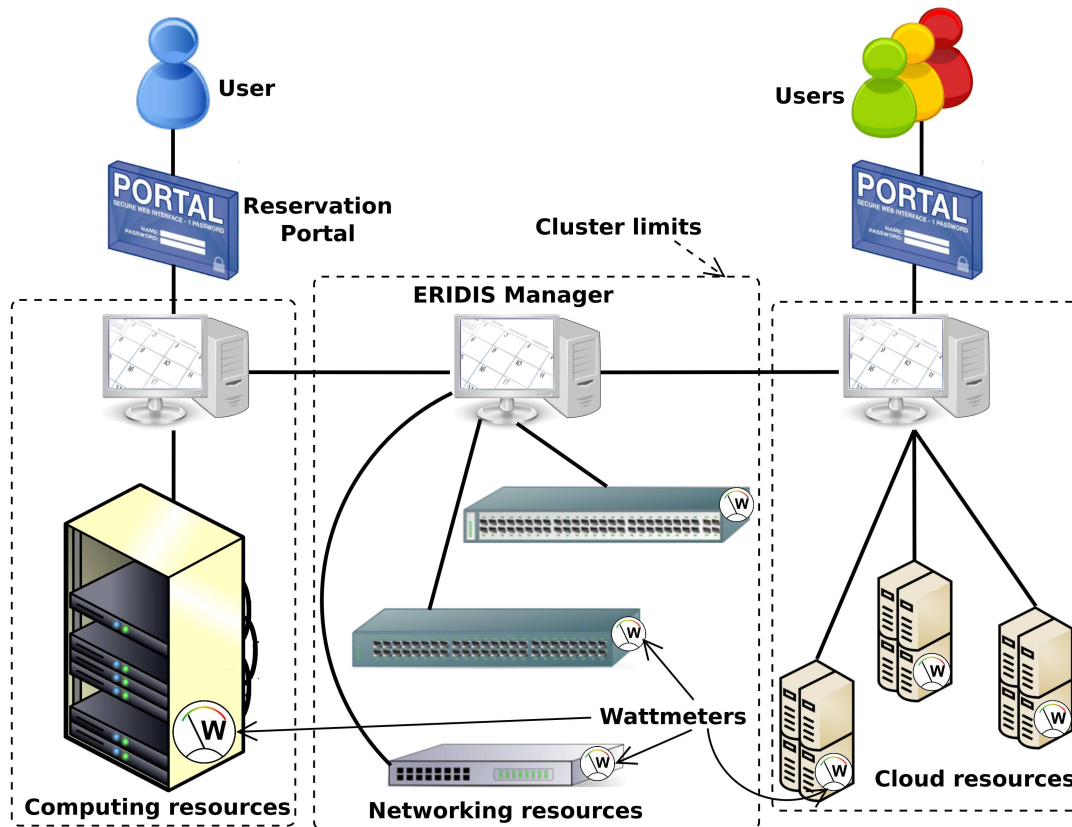 User
Users
PORTAL
SECURE WEB INTERFACE - 1 PASSWORD
NAME:
PASSWORD:
Reservation
Portal
PORTAL
SECURE WEB INTERFACE - 1 PASSWORD
NAME:
PASSWORD:
Cluster limits
ERIDIS Manager
W
W
W
W
W
W
W
Wattmeters
Computing resources
Networking resources
Cloud resources